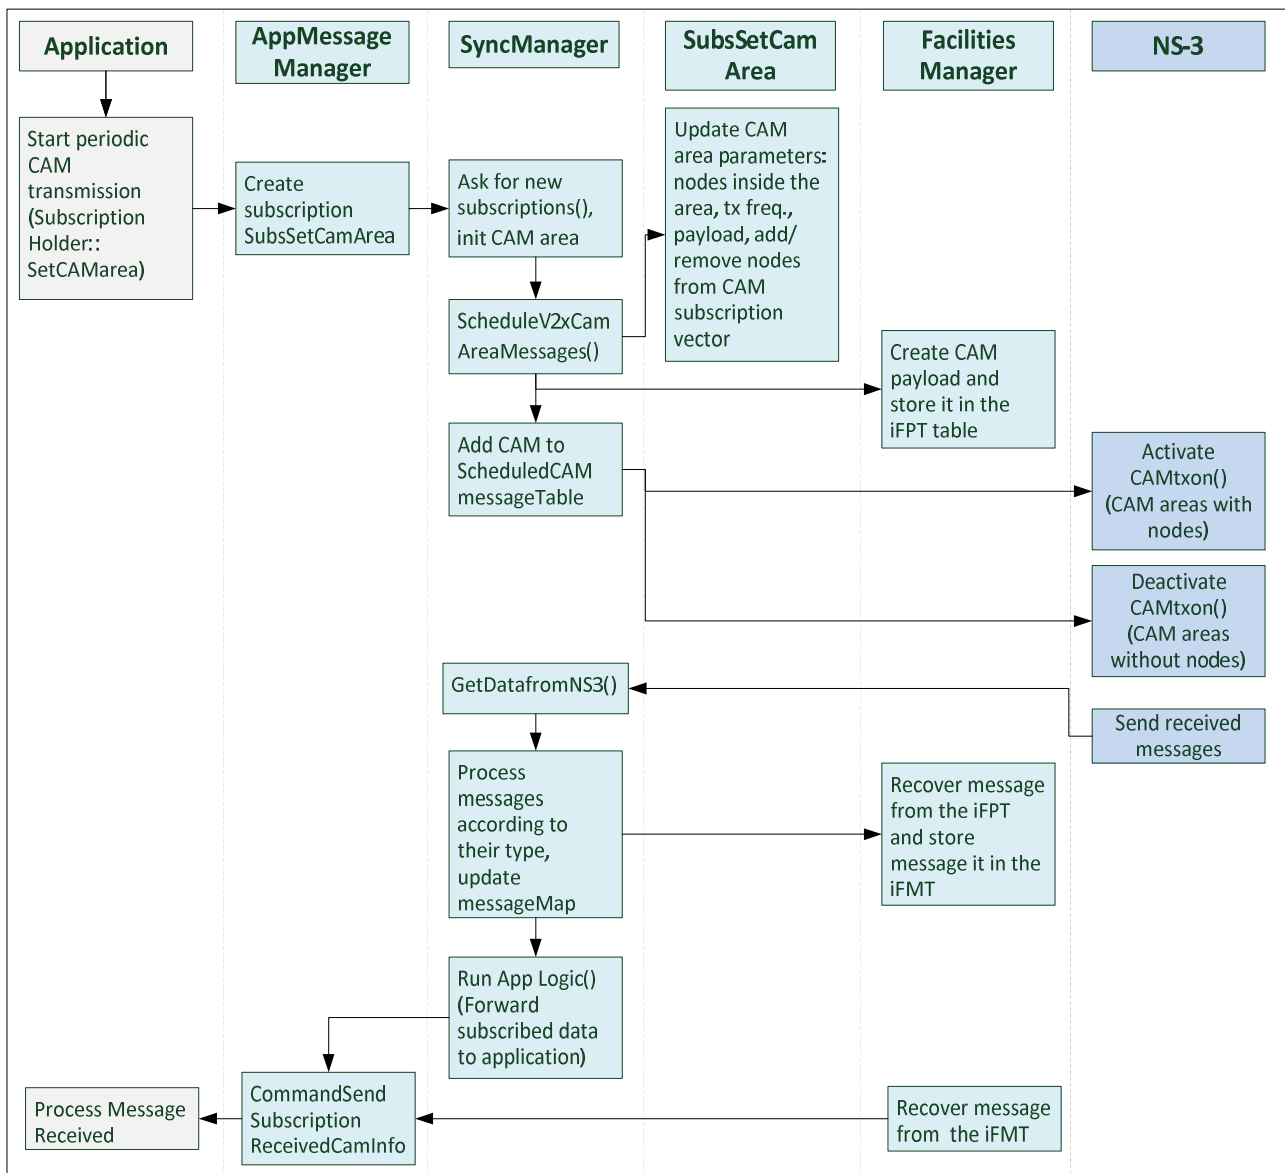 Application
AppMessage
Manager
SyncManager
SubsSetCam
Area
Facilities
Manager
NS-3
Start periodic
CAM
transmission
(Subscription
Holder::
SetCAMarea)
Create
subscription
SubsSetCamArea
Ask for new
subscriptions(),
init CAM area
Update CAM
area parameters:
nodes inside the
area, tx freq.,
payload, add/
remove nodes
from CAM
subscription
vector
ScheduleV2xCam
AreaMessages()
Create CAM
payload and
store it in the
iFPT table
Add CAM to
ScheduledCAM
messageTable
Activate
CAMtxon()
(CAM areas with
nodes)
Deactivate
CAMtxon()
(CAM areas
without nodes)
GetDatafromNS3()
Send received
messages
Process
messages
according to
their type,
update
messageMap
Recover message
from the iFPT
and store
message it in the
iFMT
Run App Logic()
(Forward
subscribed data
to application)
CommandSend
Subscription
ReceivedCamInfo
Recover message
from the iFMT
Process Message
Received